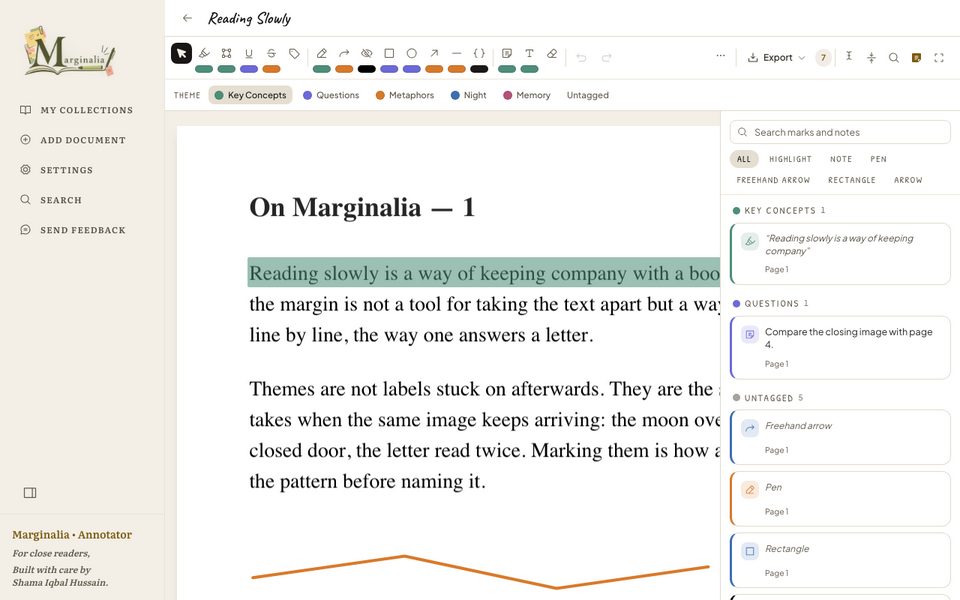 Marginalia
MY COLLECTIONS
ADD DOCUMENT
SETTINGS
SEARCH
SEND FEEDBACK
Marginalia • Annotator
For close readers,
Built with care by
Shama Iqbal Hussain.
Reading Slowly
Export
7
THEME
Key Concepts
Questions
Metaphors
Night
Memory
Untagged
On Marginalia — 1
Reading slowly is a way of keeping company with a boo
the margin is not a tool for taking the text apart but a way
line by line, the way one answers a letter.
Themes are not labels stuck on afterwards. They are the
takes when the same image keeps arriving: the moon ove
closed door, the letter read twice. Marking them is how a
the pattern before naming it.
Search marks and notes
ALL
HIGHLIGHT
NOTE
PEN
FREEHAND ARROW
RECTANGLE
ARROW
KEY CONCEPTS 1
"Reading slowly is a way of keeping
company"
Page 1
QUESTIONS 1
Compare the closing image with page
4.
Page 1
UNTAGGED 5
Freehand arrow
Page 1
Pen
Page 1
Rectangle
Page 1